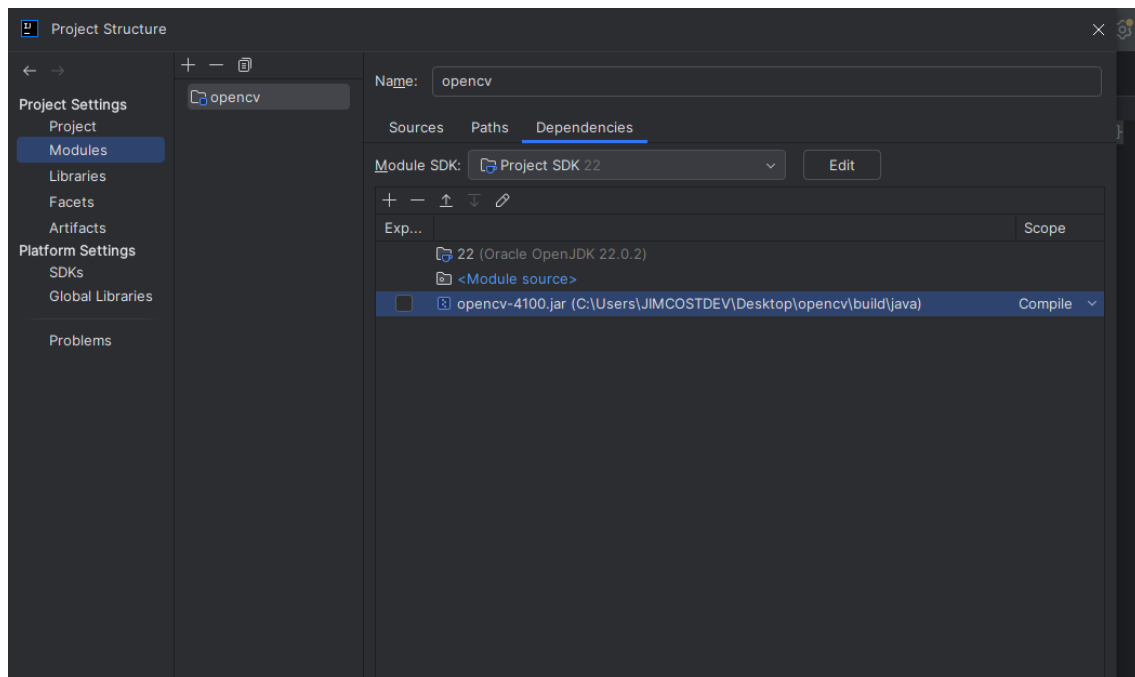 Project Structure
Project Settings
Project
Modules
Libraries
Facets
Artifacts
Platform Settings
SDKs
Global Libraries
Problems
opencv
Name: opencv
Sources Paths Dependencies
Module SDK: Project SDK 22 Edit
Exp... Scope
22 (Oracle OpenJDK 22.0.2)
<Module source>
opencv-4100.jar (C:\Users\JIMCOSTDEV\Desktop\opencv\build\java) Compile